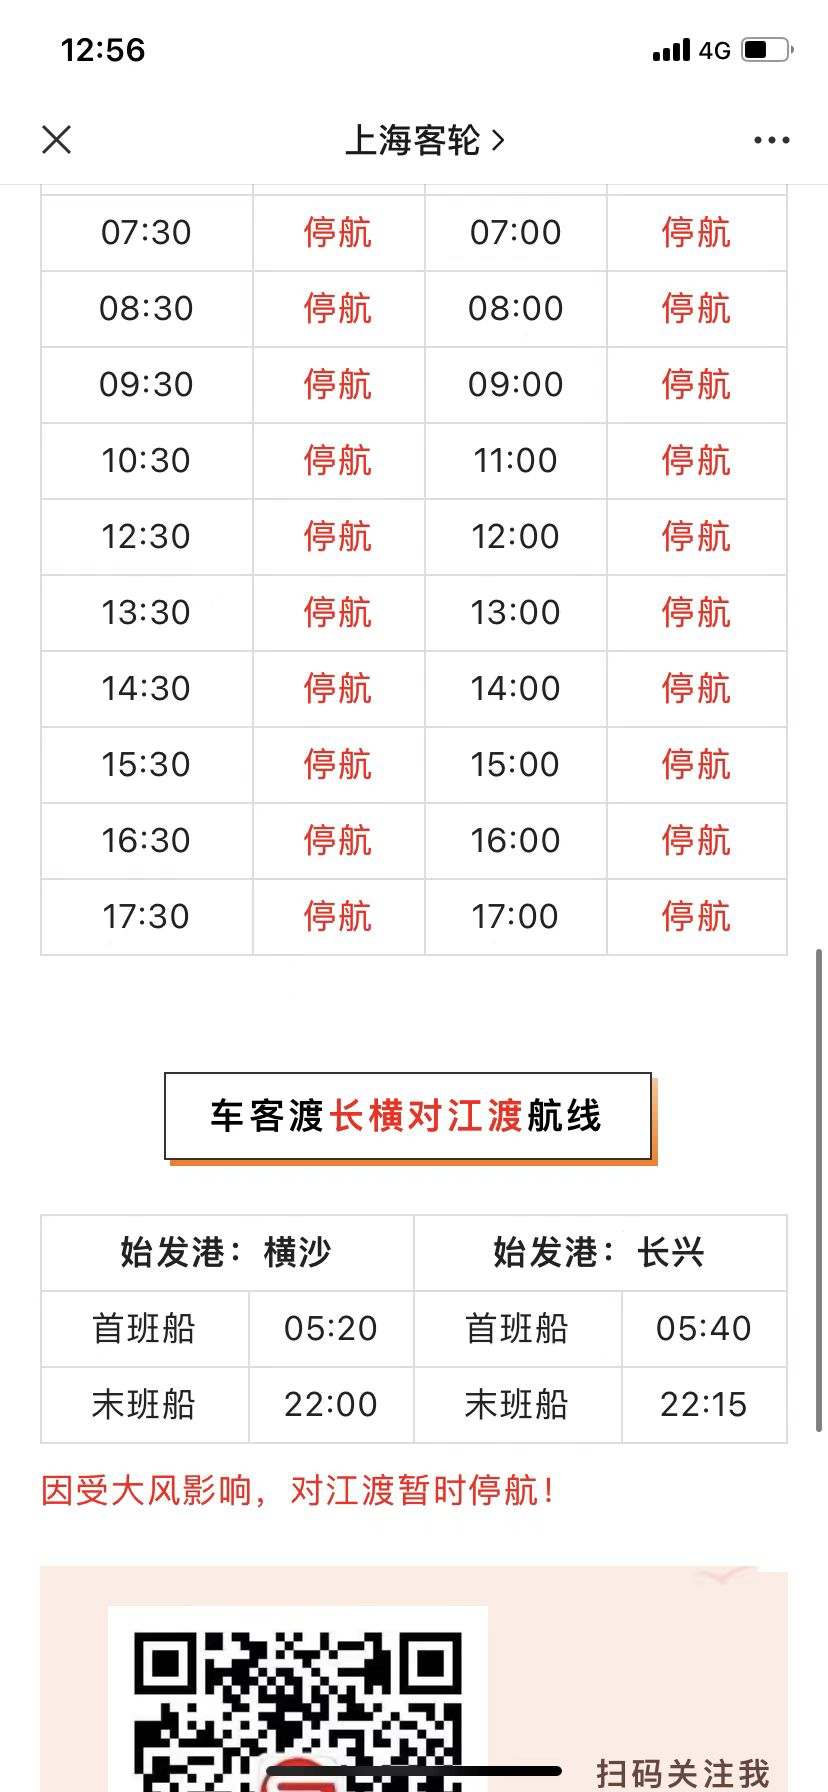 12:56
4G
上海客轮
07:30 停航 07:00 停航
08:30 停航 08:00 停航
09:30 停航 09:00 停航
10:30 停航 11:00 停航
12:30 停航 12:00 停航
13:30 停航 13:00 停航
14:30 停航 14:00 停航
15:30 停航 15:00 停航
16:30 停航 16:00 停航
17:30 停航 17:00 停航
车客渡长横对江渡航线
始发港：横沙 始发港：长兴
首班船 05:20 首班船 05:40
末班船 22:00 末班船 22:15
因受大风影响，对江渡暂时停航！
扫码关注我